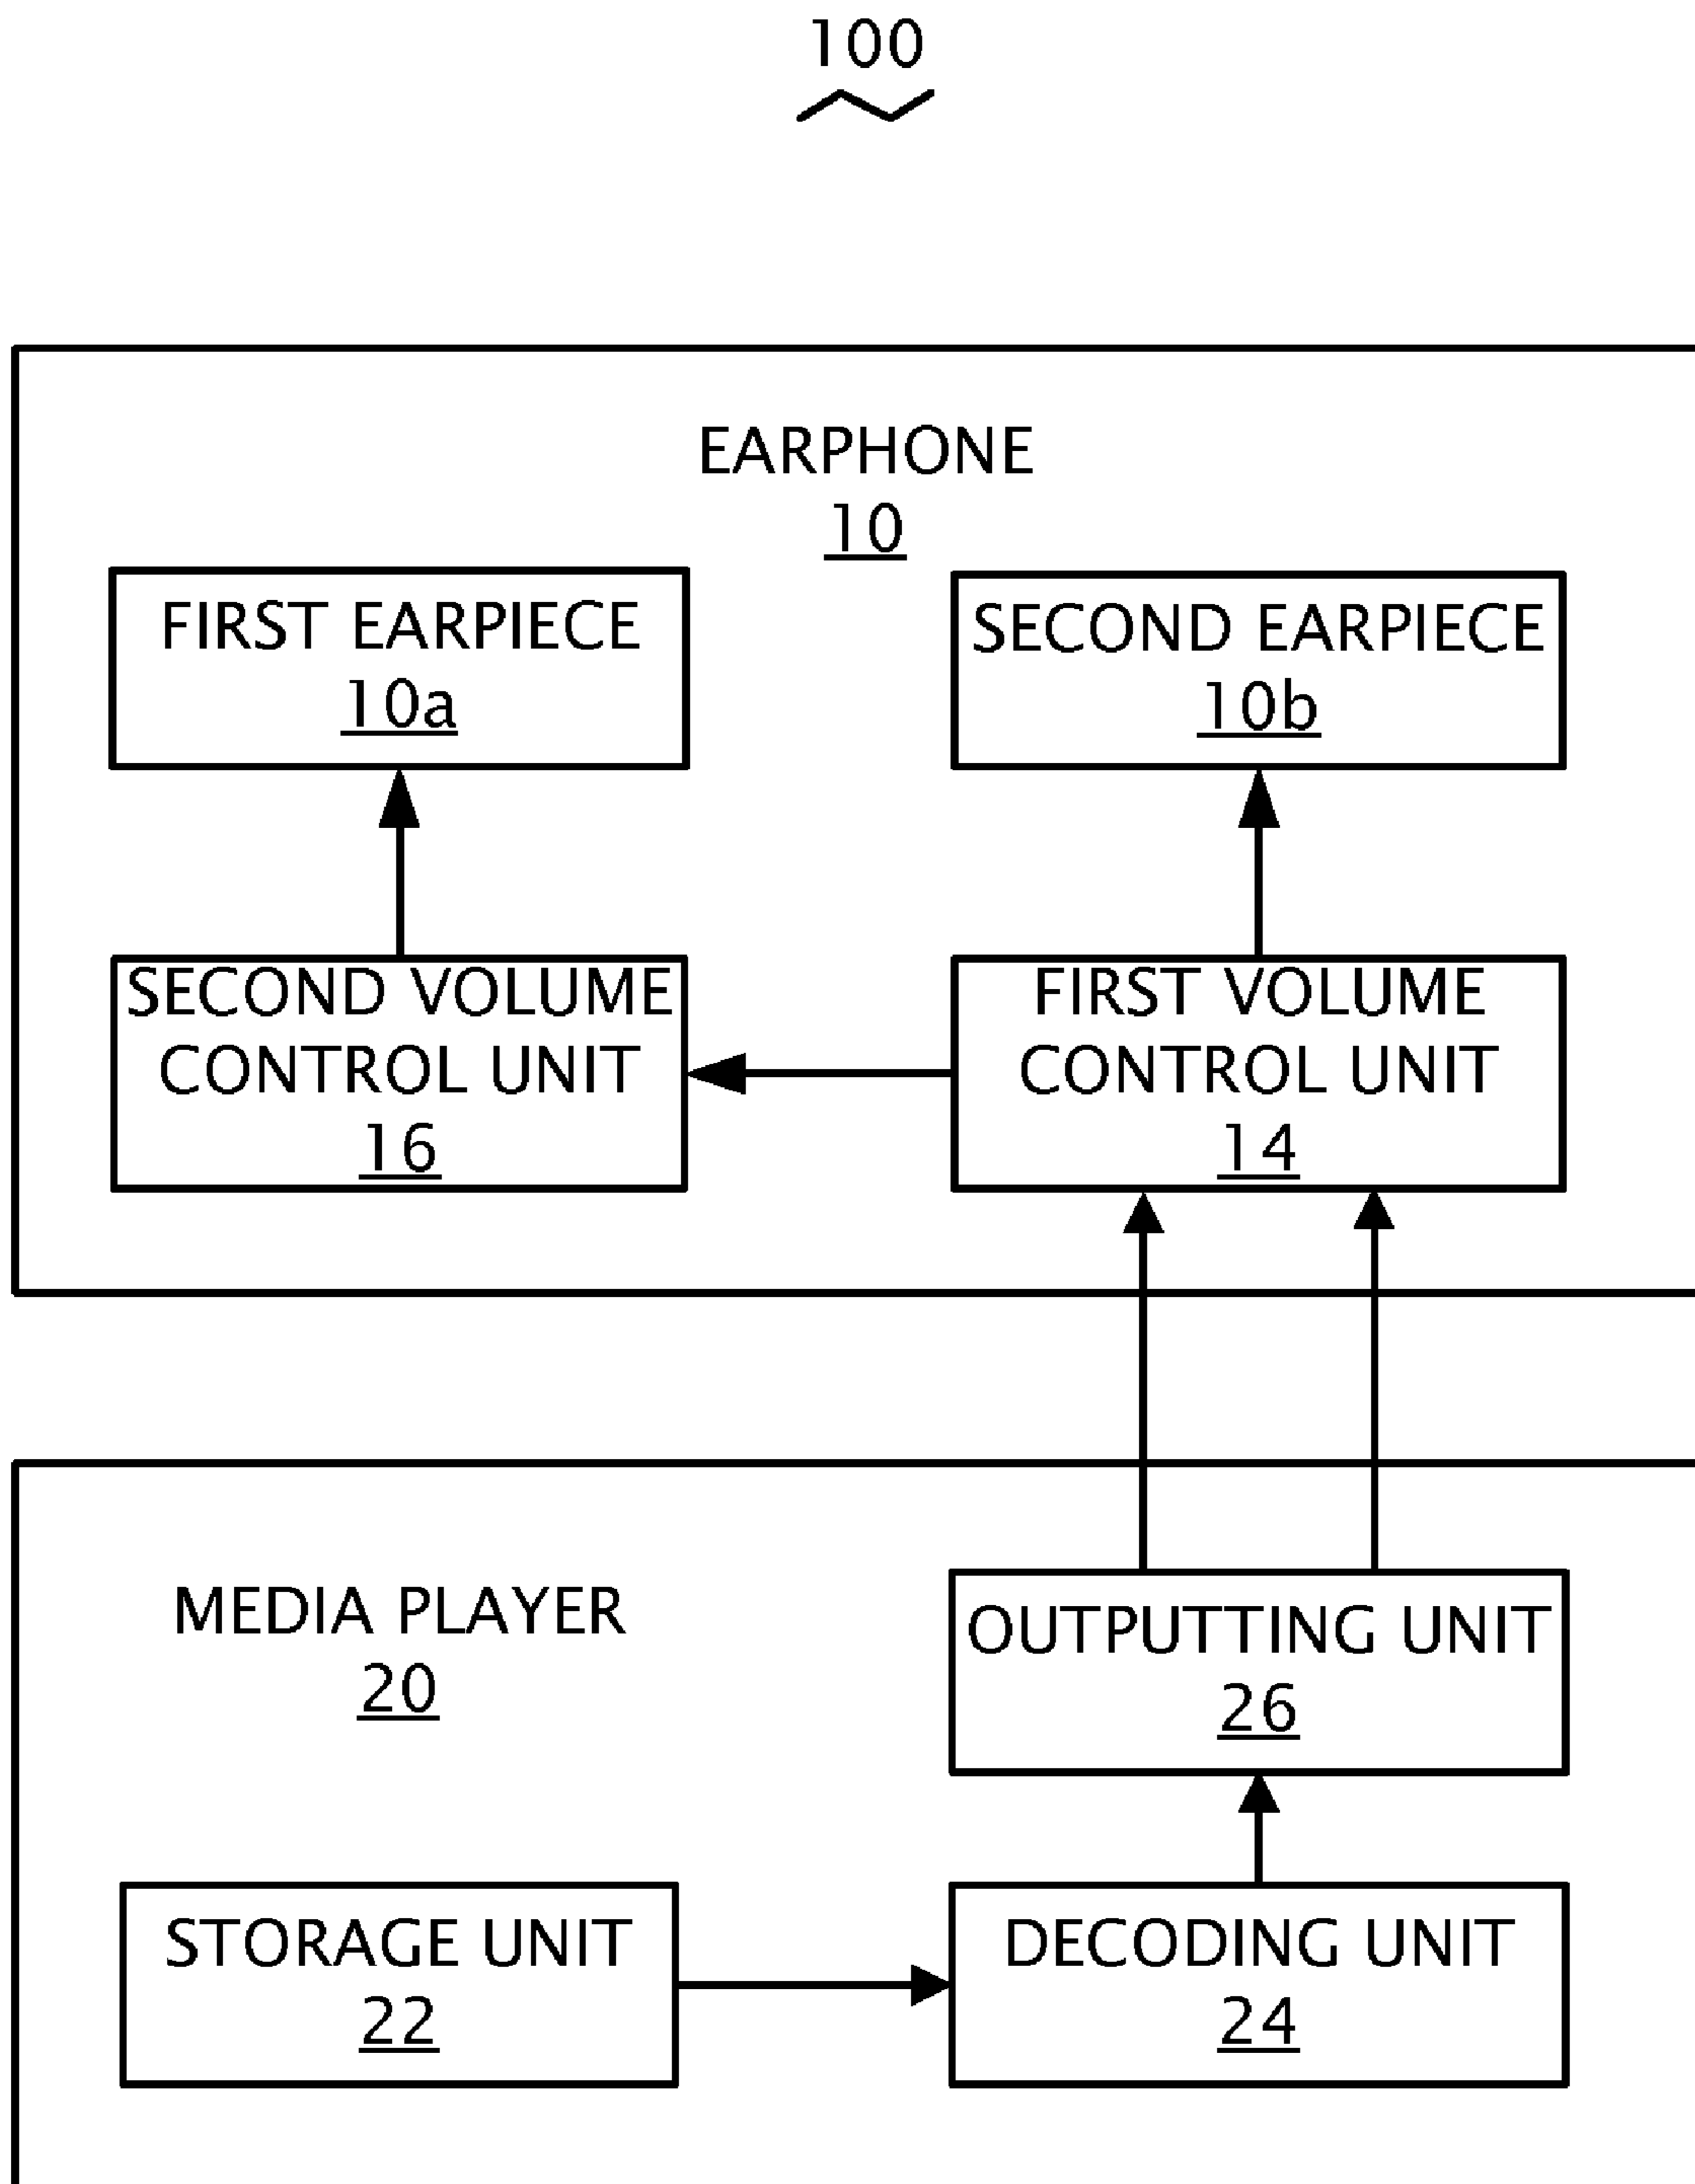 100
EARPHONE
10
FIRST EARPIECE
10a
SECOND EARPIECE
10b
SECOND VOLUME
CONTROL UNIT
16
FIRST VOLUME
CONTROL UNIT
14
MEDIA PLAYER
20
OUTPUTTING UNIT
26
STORAGE UNIT
22
DECODING UNIT
24